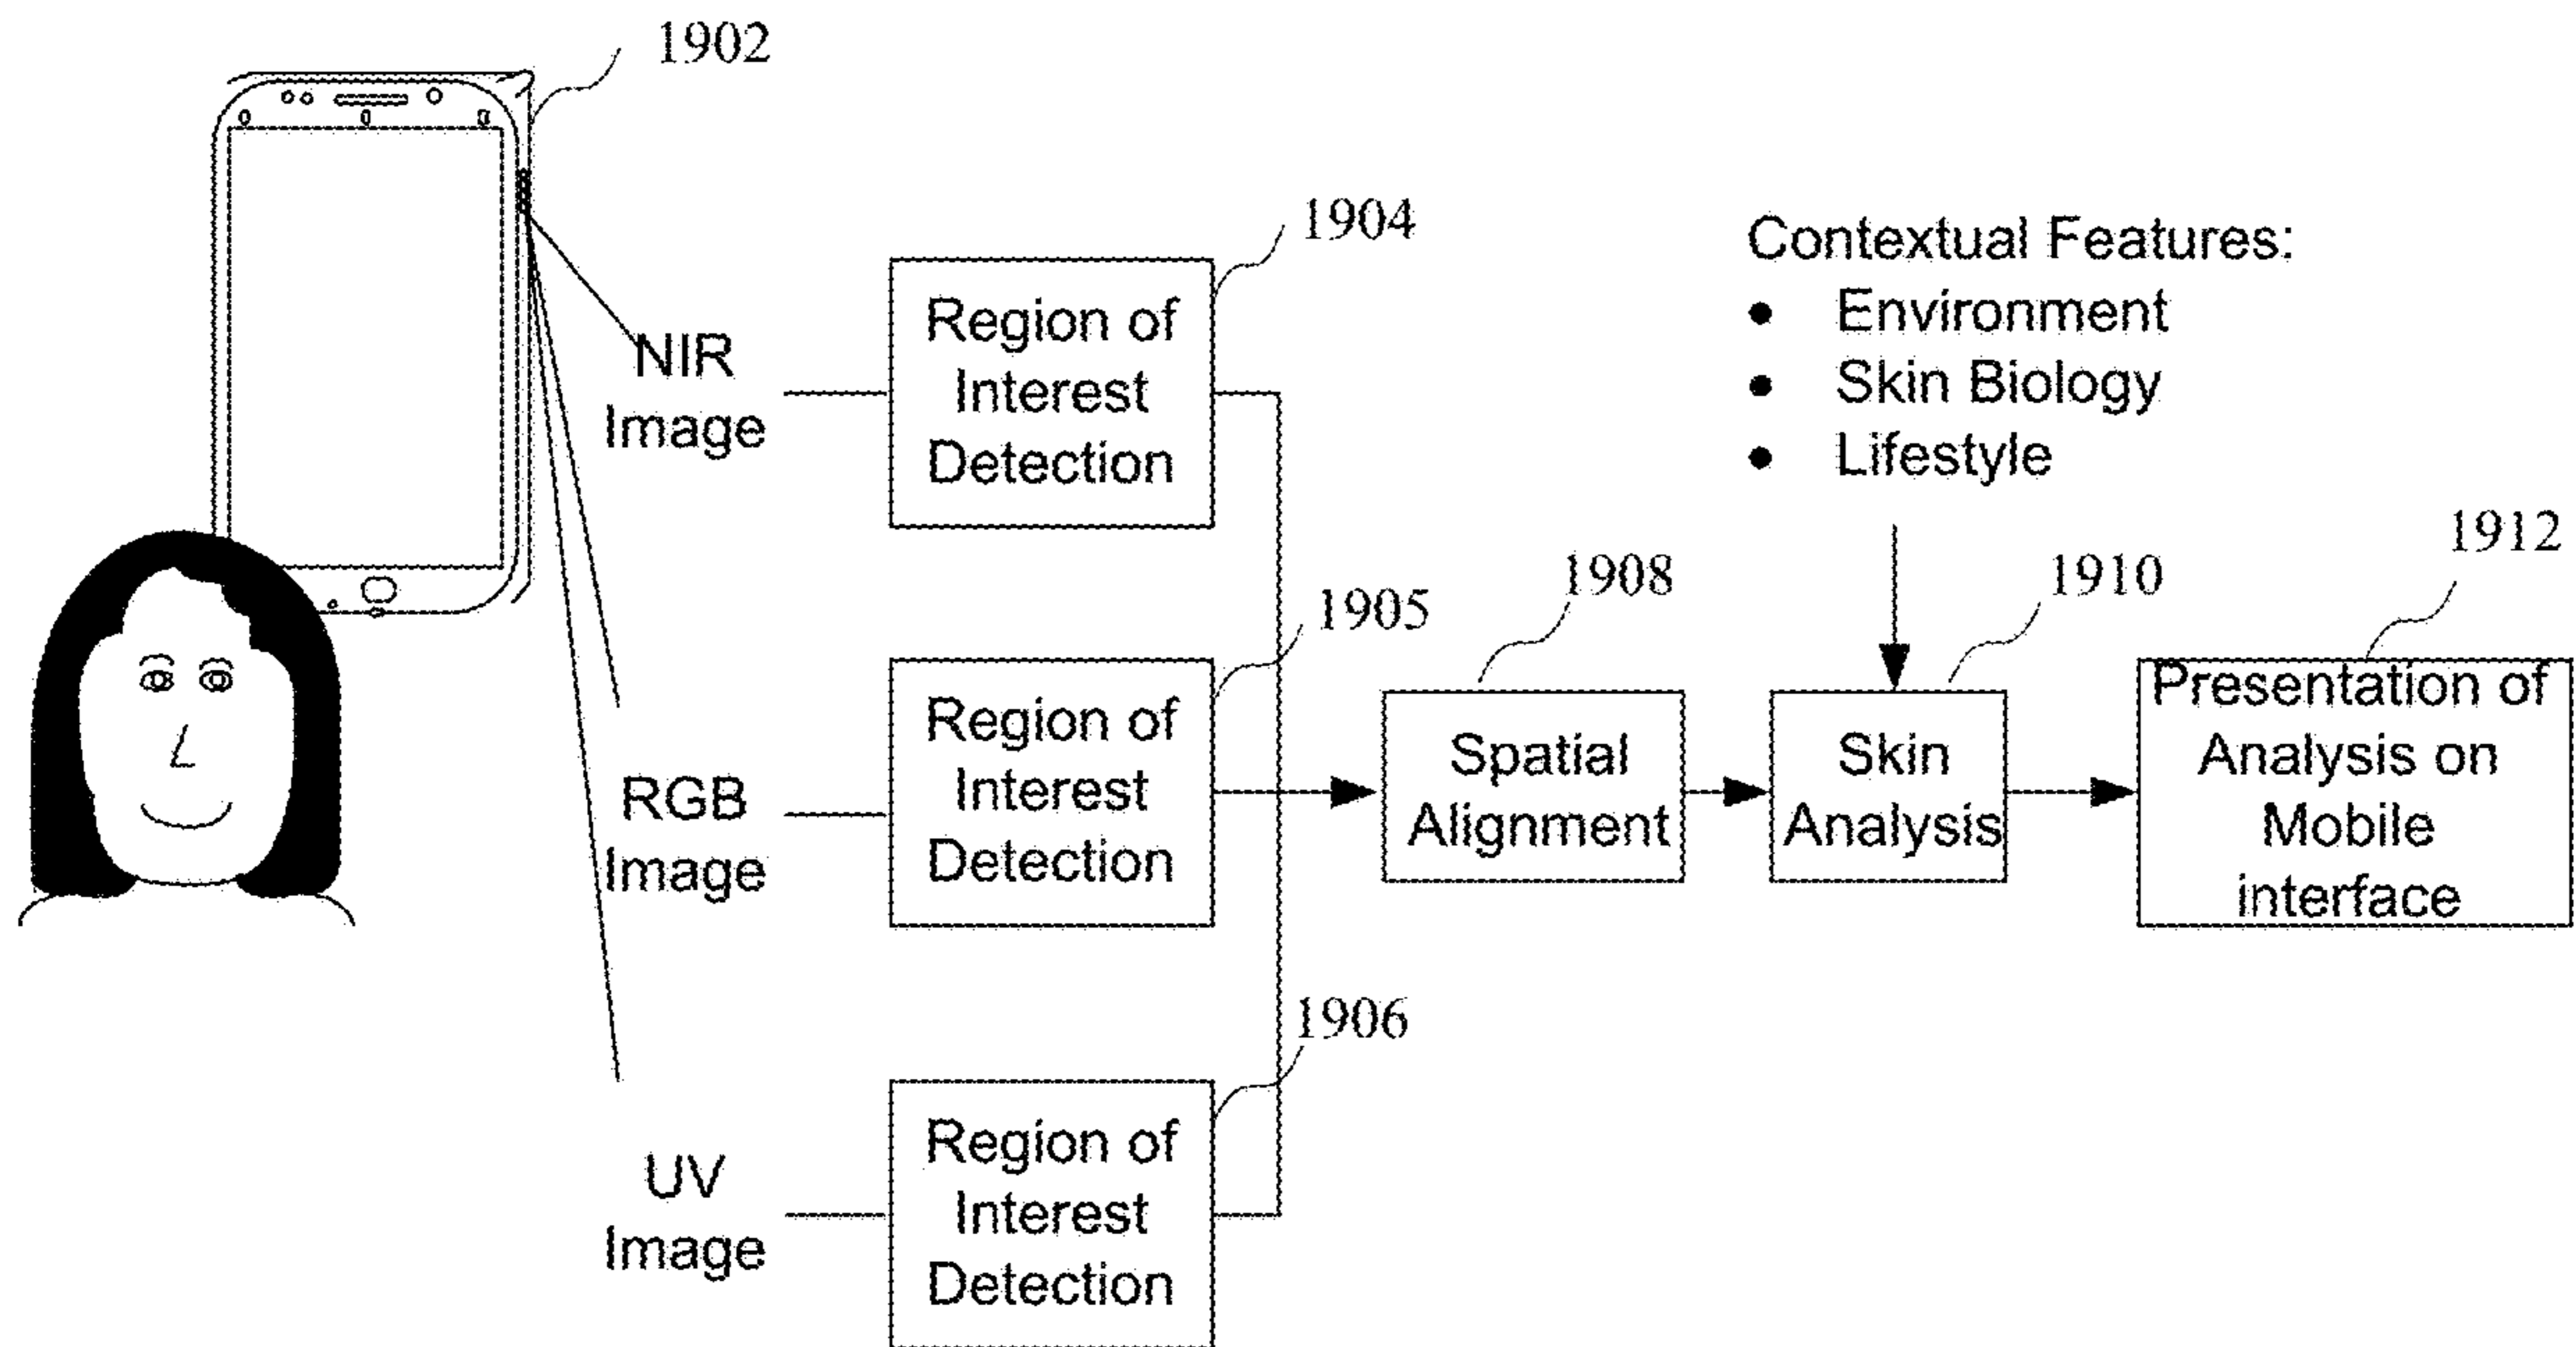 1902
1904
NIR
Image
Region of
Interest
Detection
Contextual Features:
• Environment
• Skin Biology
• Lifestyle
1905
1908
1910
1912
RGB
Image
Region of
Interest
Detection
Spatial
Alignment
Skin
Analysis
Presentation of
Analysis on
Mobile
interface
1906
UV
Image
Region of
Interest
Detection